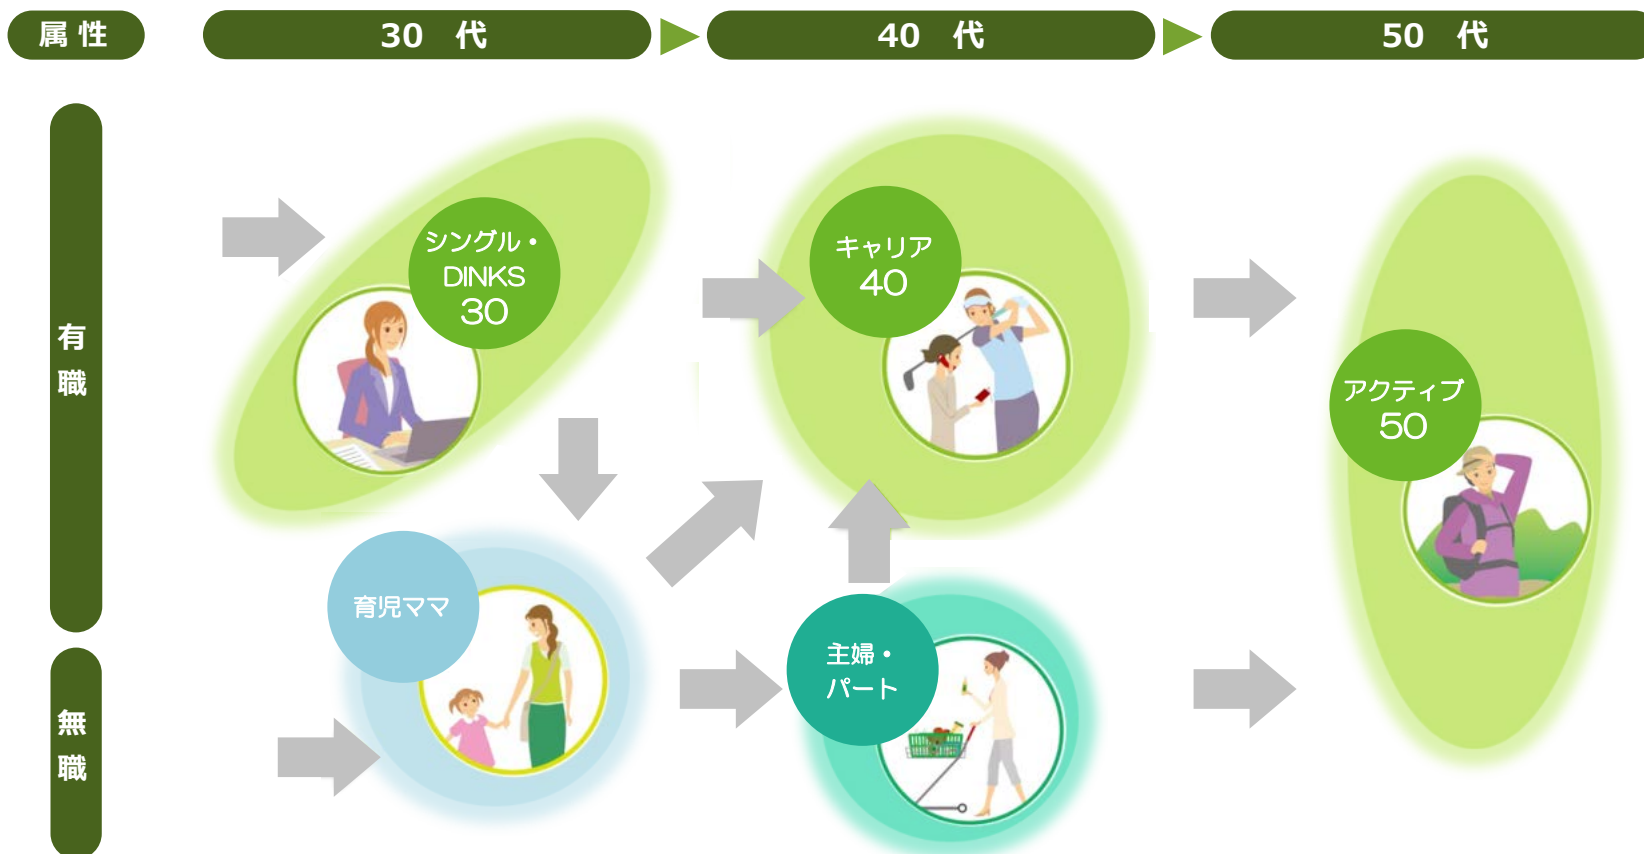 属 性
30 代
40 代
50 代
有
職
シングル・
DINKS
30
キャリア
40
アクティブ
50
育児ママ
主婦・
パート
無
職